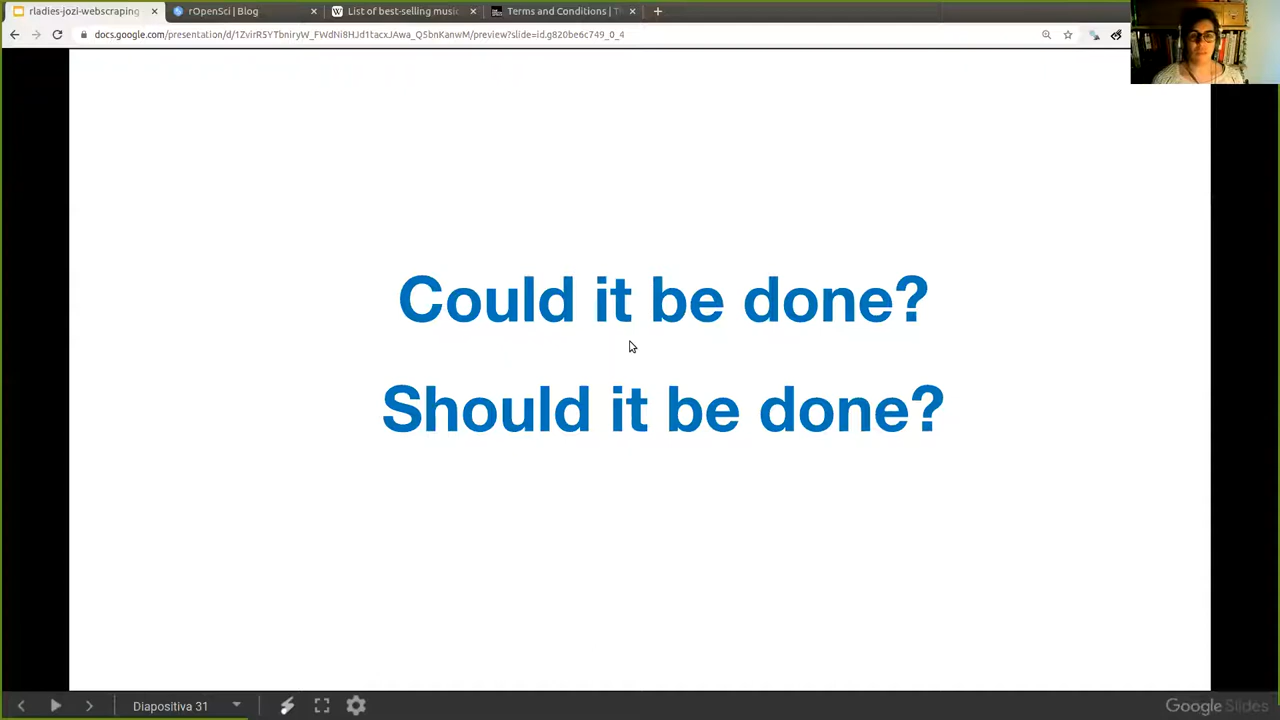 rladies-jozi-webscraping
rOpenSci | Blog
List of best-selling music
Terms and Conditions | T
docs.google.com/presentation/d/1ZvirR5YTbniryW_FWdNi8HJd1tacxJAwa_Q5bnKanwM/preview?slide=id.g820be6c749_0_4
Could it be done?
Should it be done?
Diapositiva 31
Google Slides